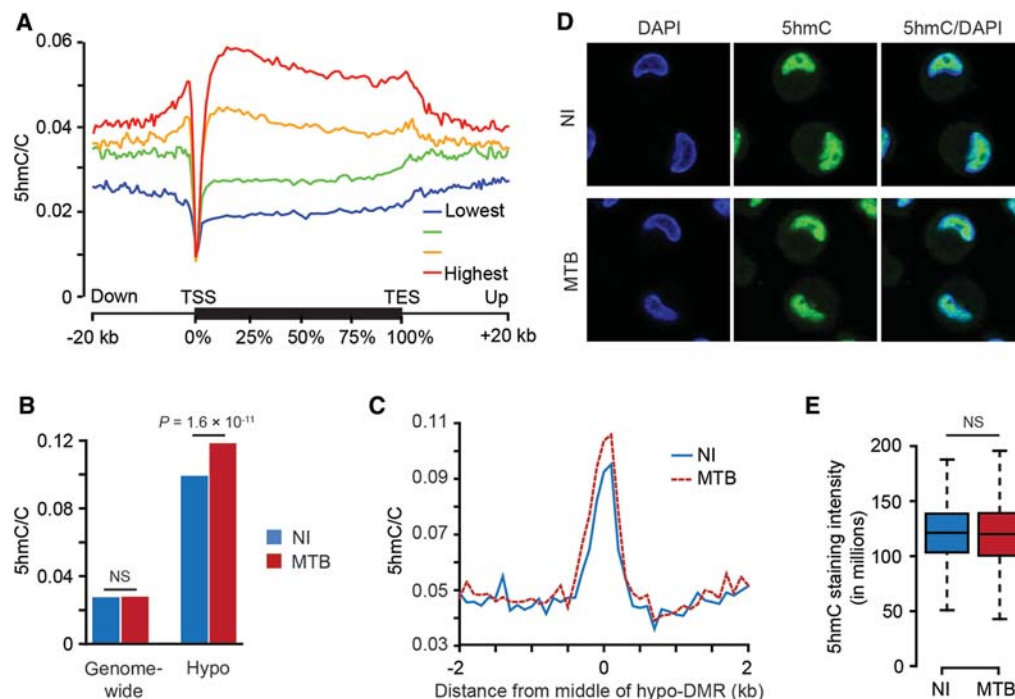 A
0.06
0.04
0.02
0
5hmC/C
Lowest
Highest
Down TSS TES Up
-20 kb 0% 25% 50% 75% 100% +20 kb
D
DAPI 5hmC 5hmC/DAPI
NI
MTB
B
P = 1.6 × 10⁻¹¹
0.12
0.08
0.04
0
5hmC/C
NS
NI
MTB
Genome-
wide
Hypo
C
0.11
0.09
0.07
0.05
0.03
5hmC/C
NI
MTB
-2 0 2
Distance from middle of hypo-DMR (kb)
E
NS
200
150
100
50
0
5hmC staining intensity
(in millions)
NI MTB